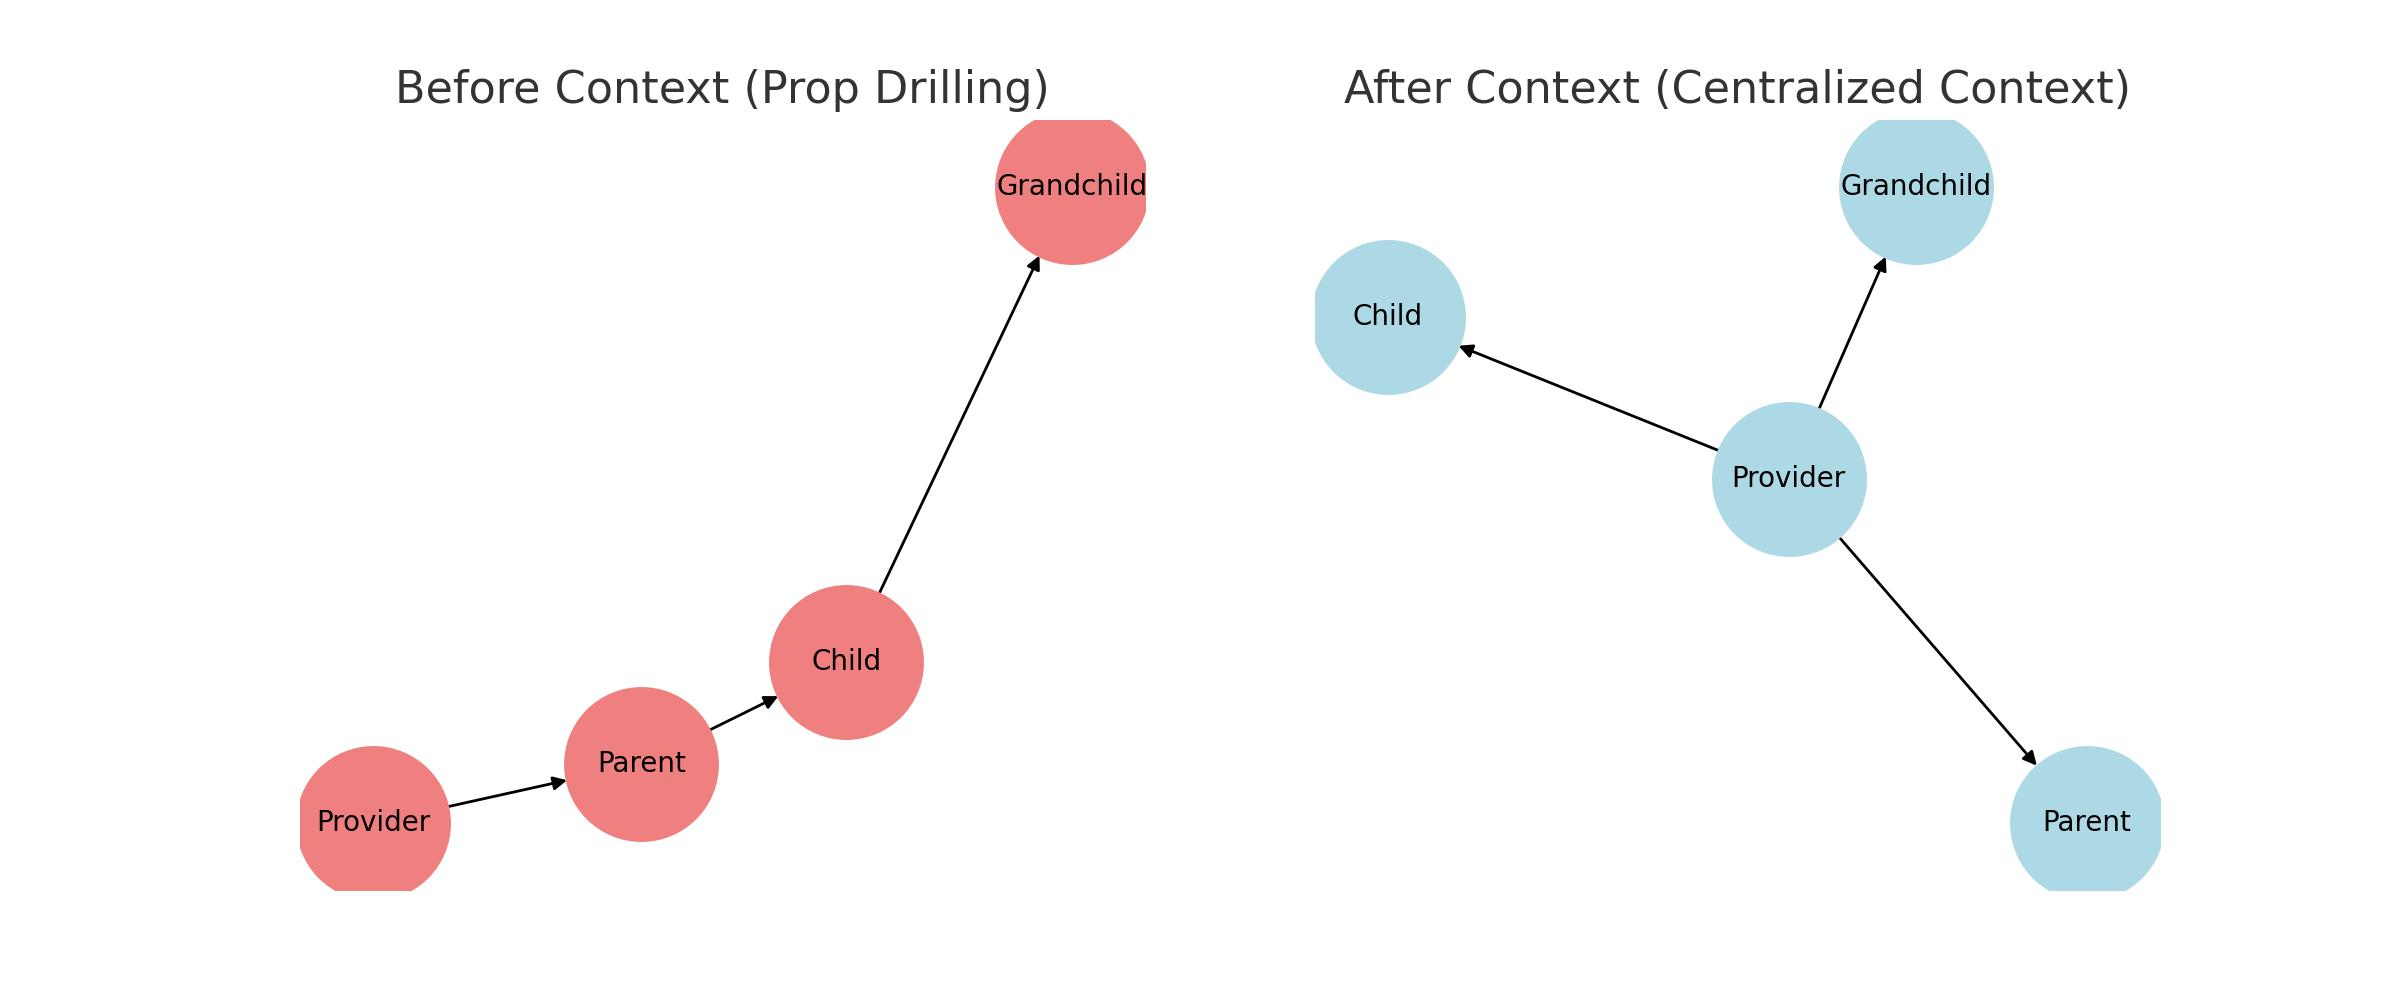 Before Context (Prop Drilling)
Grandchild
Child
Parent
Provider
After Context (Centralized Context)
Grandchild
Child
Provider
Parent